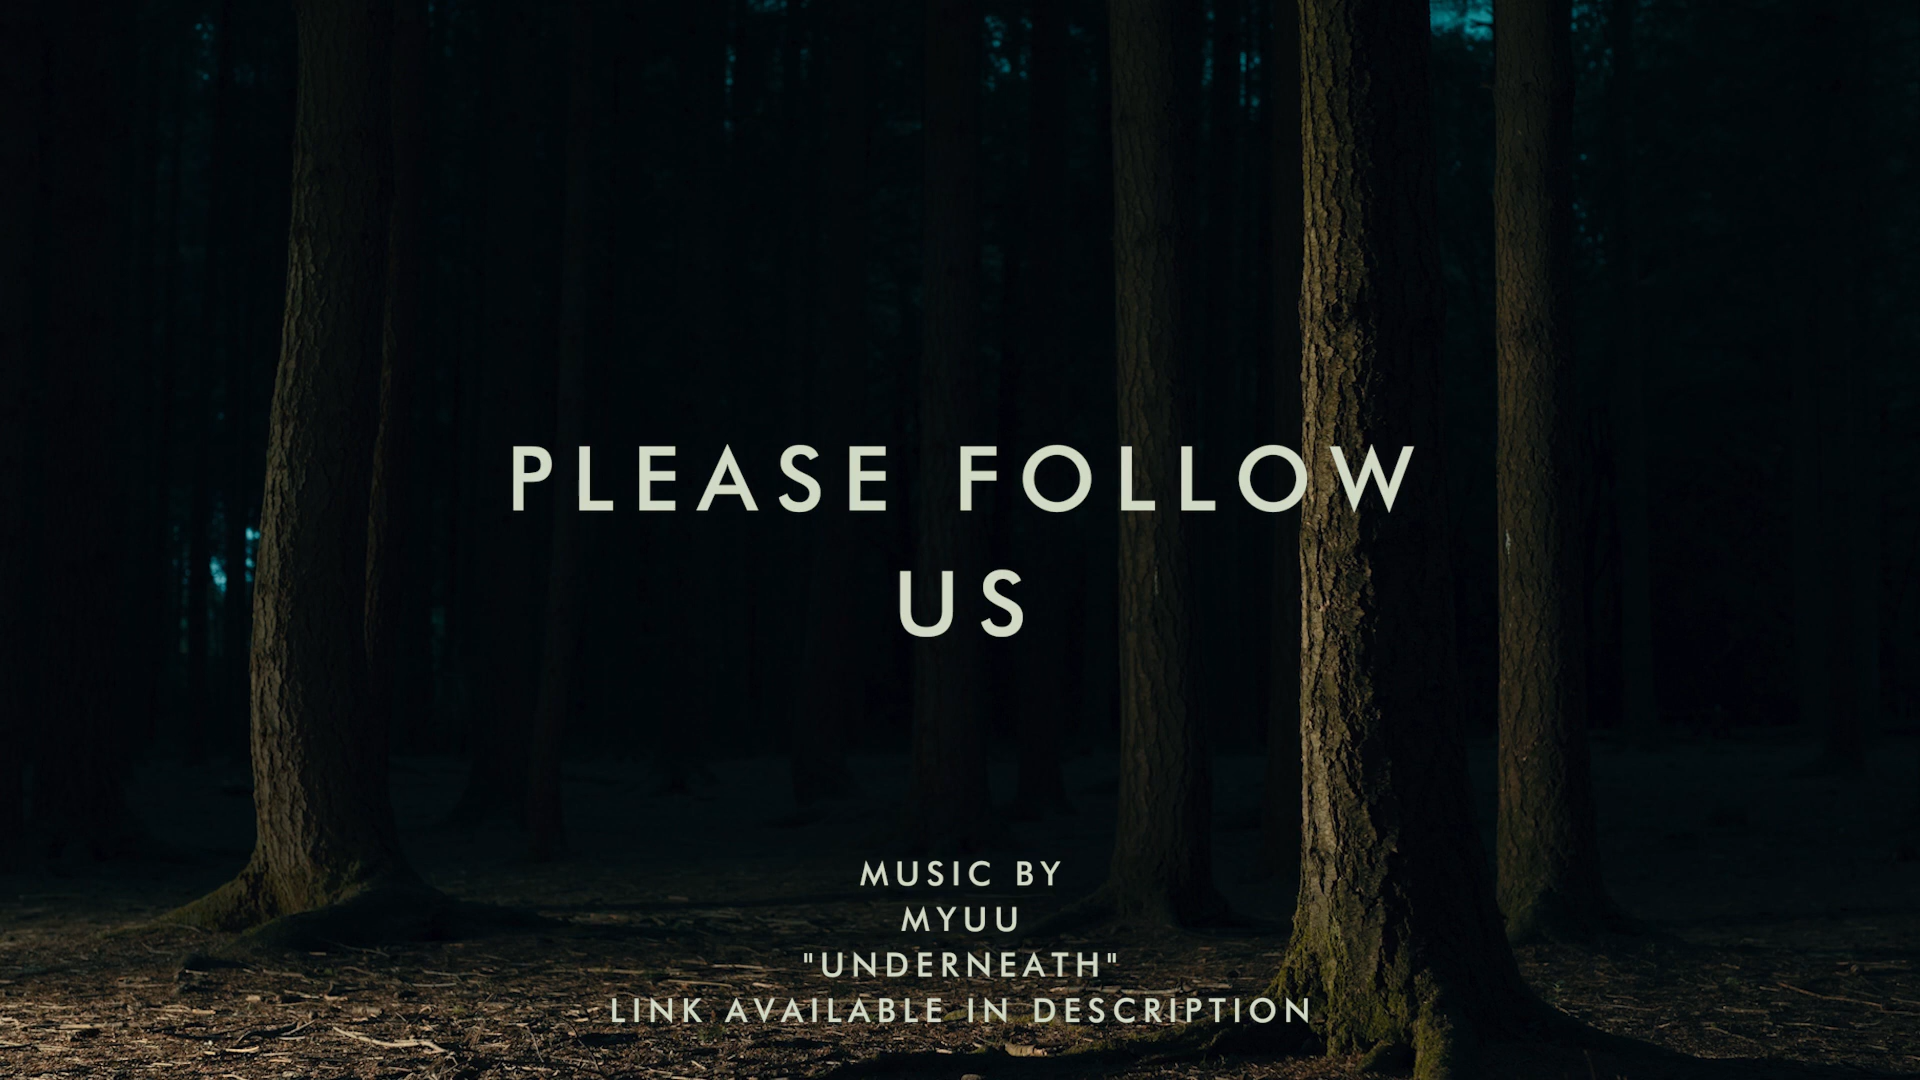 PLEASE FOLLOW
US
MUSIC BY
MYUU
"UNDERNEATH"
LINK AVAILABLE IN DESCRIPTION